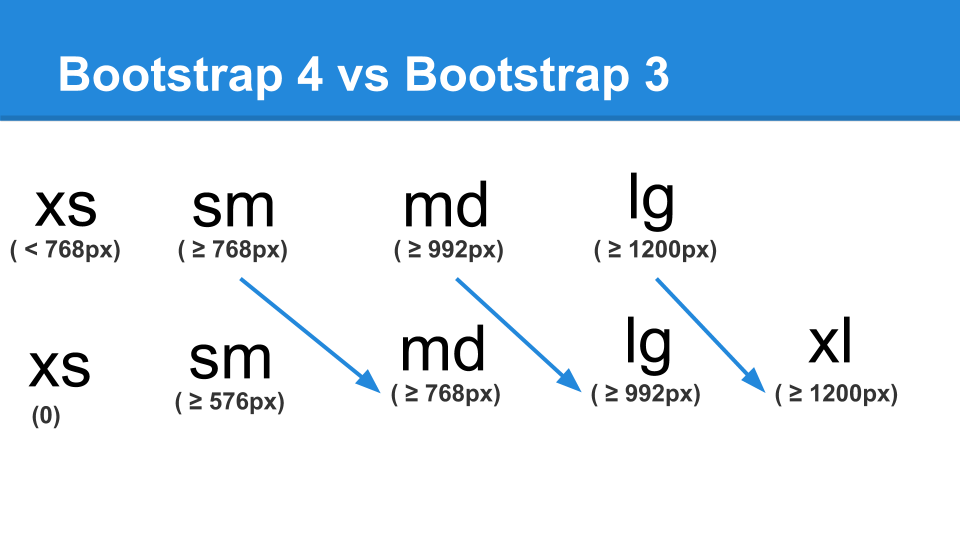 Bootstrap 4 vs Bootstrap 3
xs sm md lg
( < 768px) ( ≥ 768px) ( ≥ 992px) ( ≥ 1200px)
xs sm md lg xl
(0) ( ≥ 576px) ( ≥ 768px) ( ≥ 992px) ( ≥ 1200px)